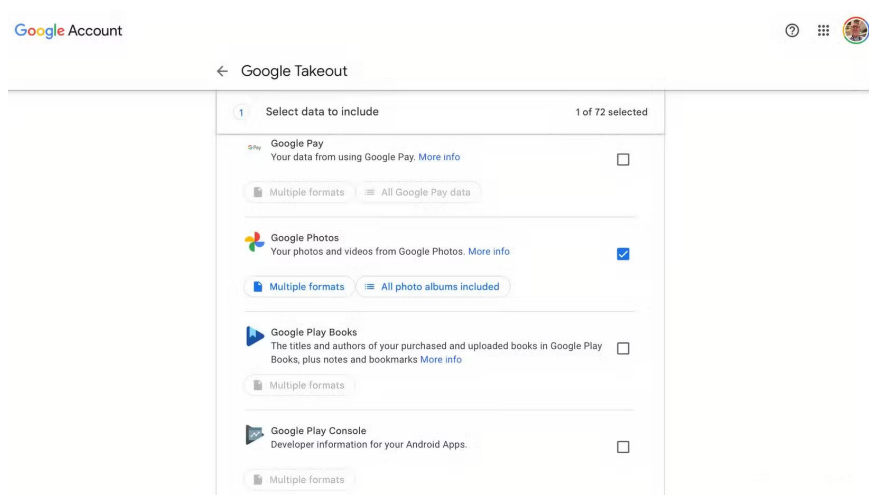 Google Account
Google Takeout
1 Select data to include 1 of 72 selected
G Pay Google Pay
Your data from using Google Pay. More info
Multiple formats All Google Pay data
Google Photos
Your photos and videos from Google Photos. More info
Multiple formats All photo albums included
Google Play Books
The titles and authors of your purchased and uploaded books in Google Play
Books, plus notes and bookmarks More info
Multiple formats
Google Play Console
Developer information for your Android Apps.
Multiple formats